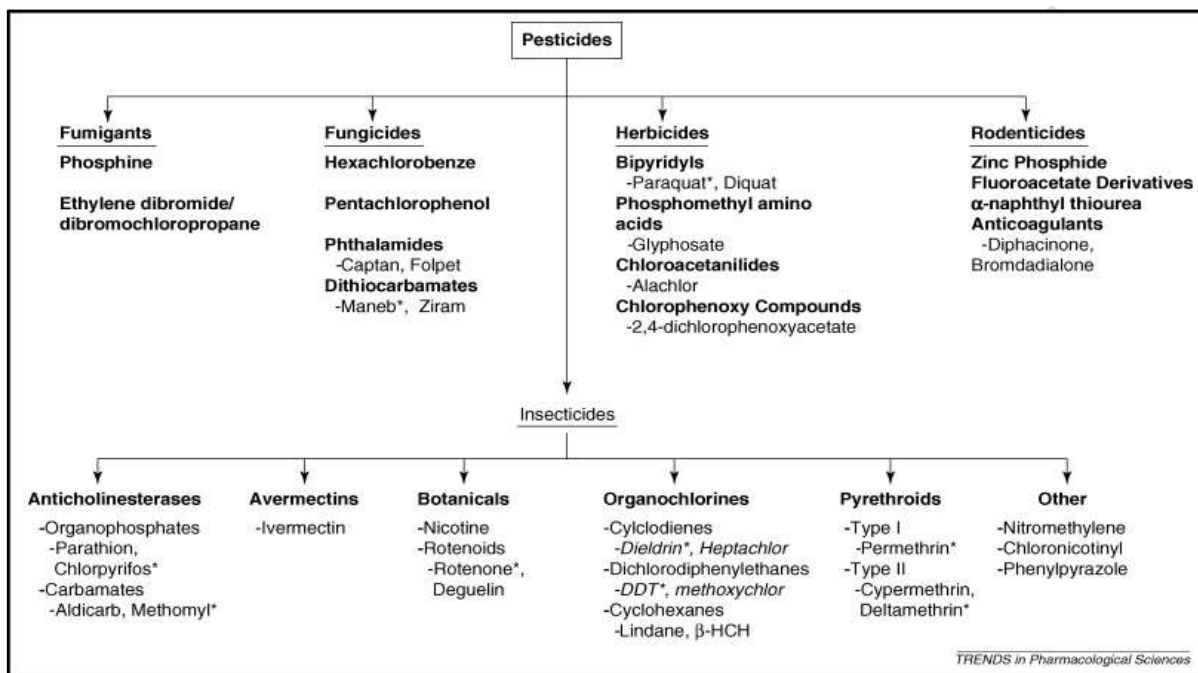 Pesticides
Fumigants
Phosphine
Ethylene dibromide/
dibromochloropropane
Fungicides
Hexachlorobenze
Pentachlorophenol
Phthalamides
-Captan, Folpet
Dithiocarbamates
-Maneb*, Ziram
Herbicides
Bipyridyls
-Paraquat*, Diquat
Phosphomethyl amino
acids
-Glyphosate
Chloroacetanilides
-Alachlor
Chlorophenoxy Compounds
-2,4-dichlorophenoxyacetate
Rodenticides
Zinc Phosphide
Fluoroacetate Derivatives
α-naphthyl thiourea
Anticoagulants
-Diphacinone,
Bromdadialone
Insecticides
Anticholinesterases
-Organophosphates
-Parathion,
Chlorpyrifos*
-Carbamates
-Aldicarb, Methomyl*
Avermectins
-Ivermectin
Botanicals
-Nicotine
-Rotenoids
-Rotenone*,
Deguelin
Organochlorines
-Cylclodienes
-Dieldrin*, Heptachlor
-Dichlorodiphenylethanes
-DDT*, methoxychlor
-Cyclohexanes
-Lindane, β-HCH
Pyrethroids
-Type I
-Permethrin*
-Type II
-Cypermethrin,
Deltamethrin*
Other
-Nitromethylene
-Chloronicotinyl
-Phenylpyrazole
TRENDS in Pharmacological Sciences